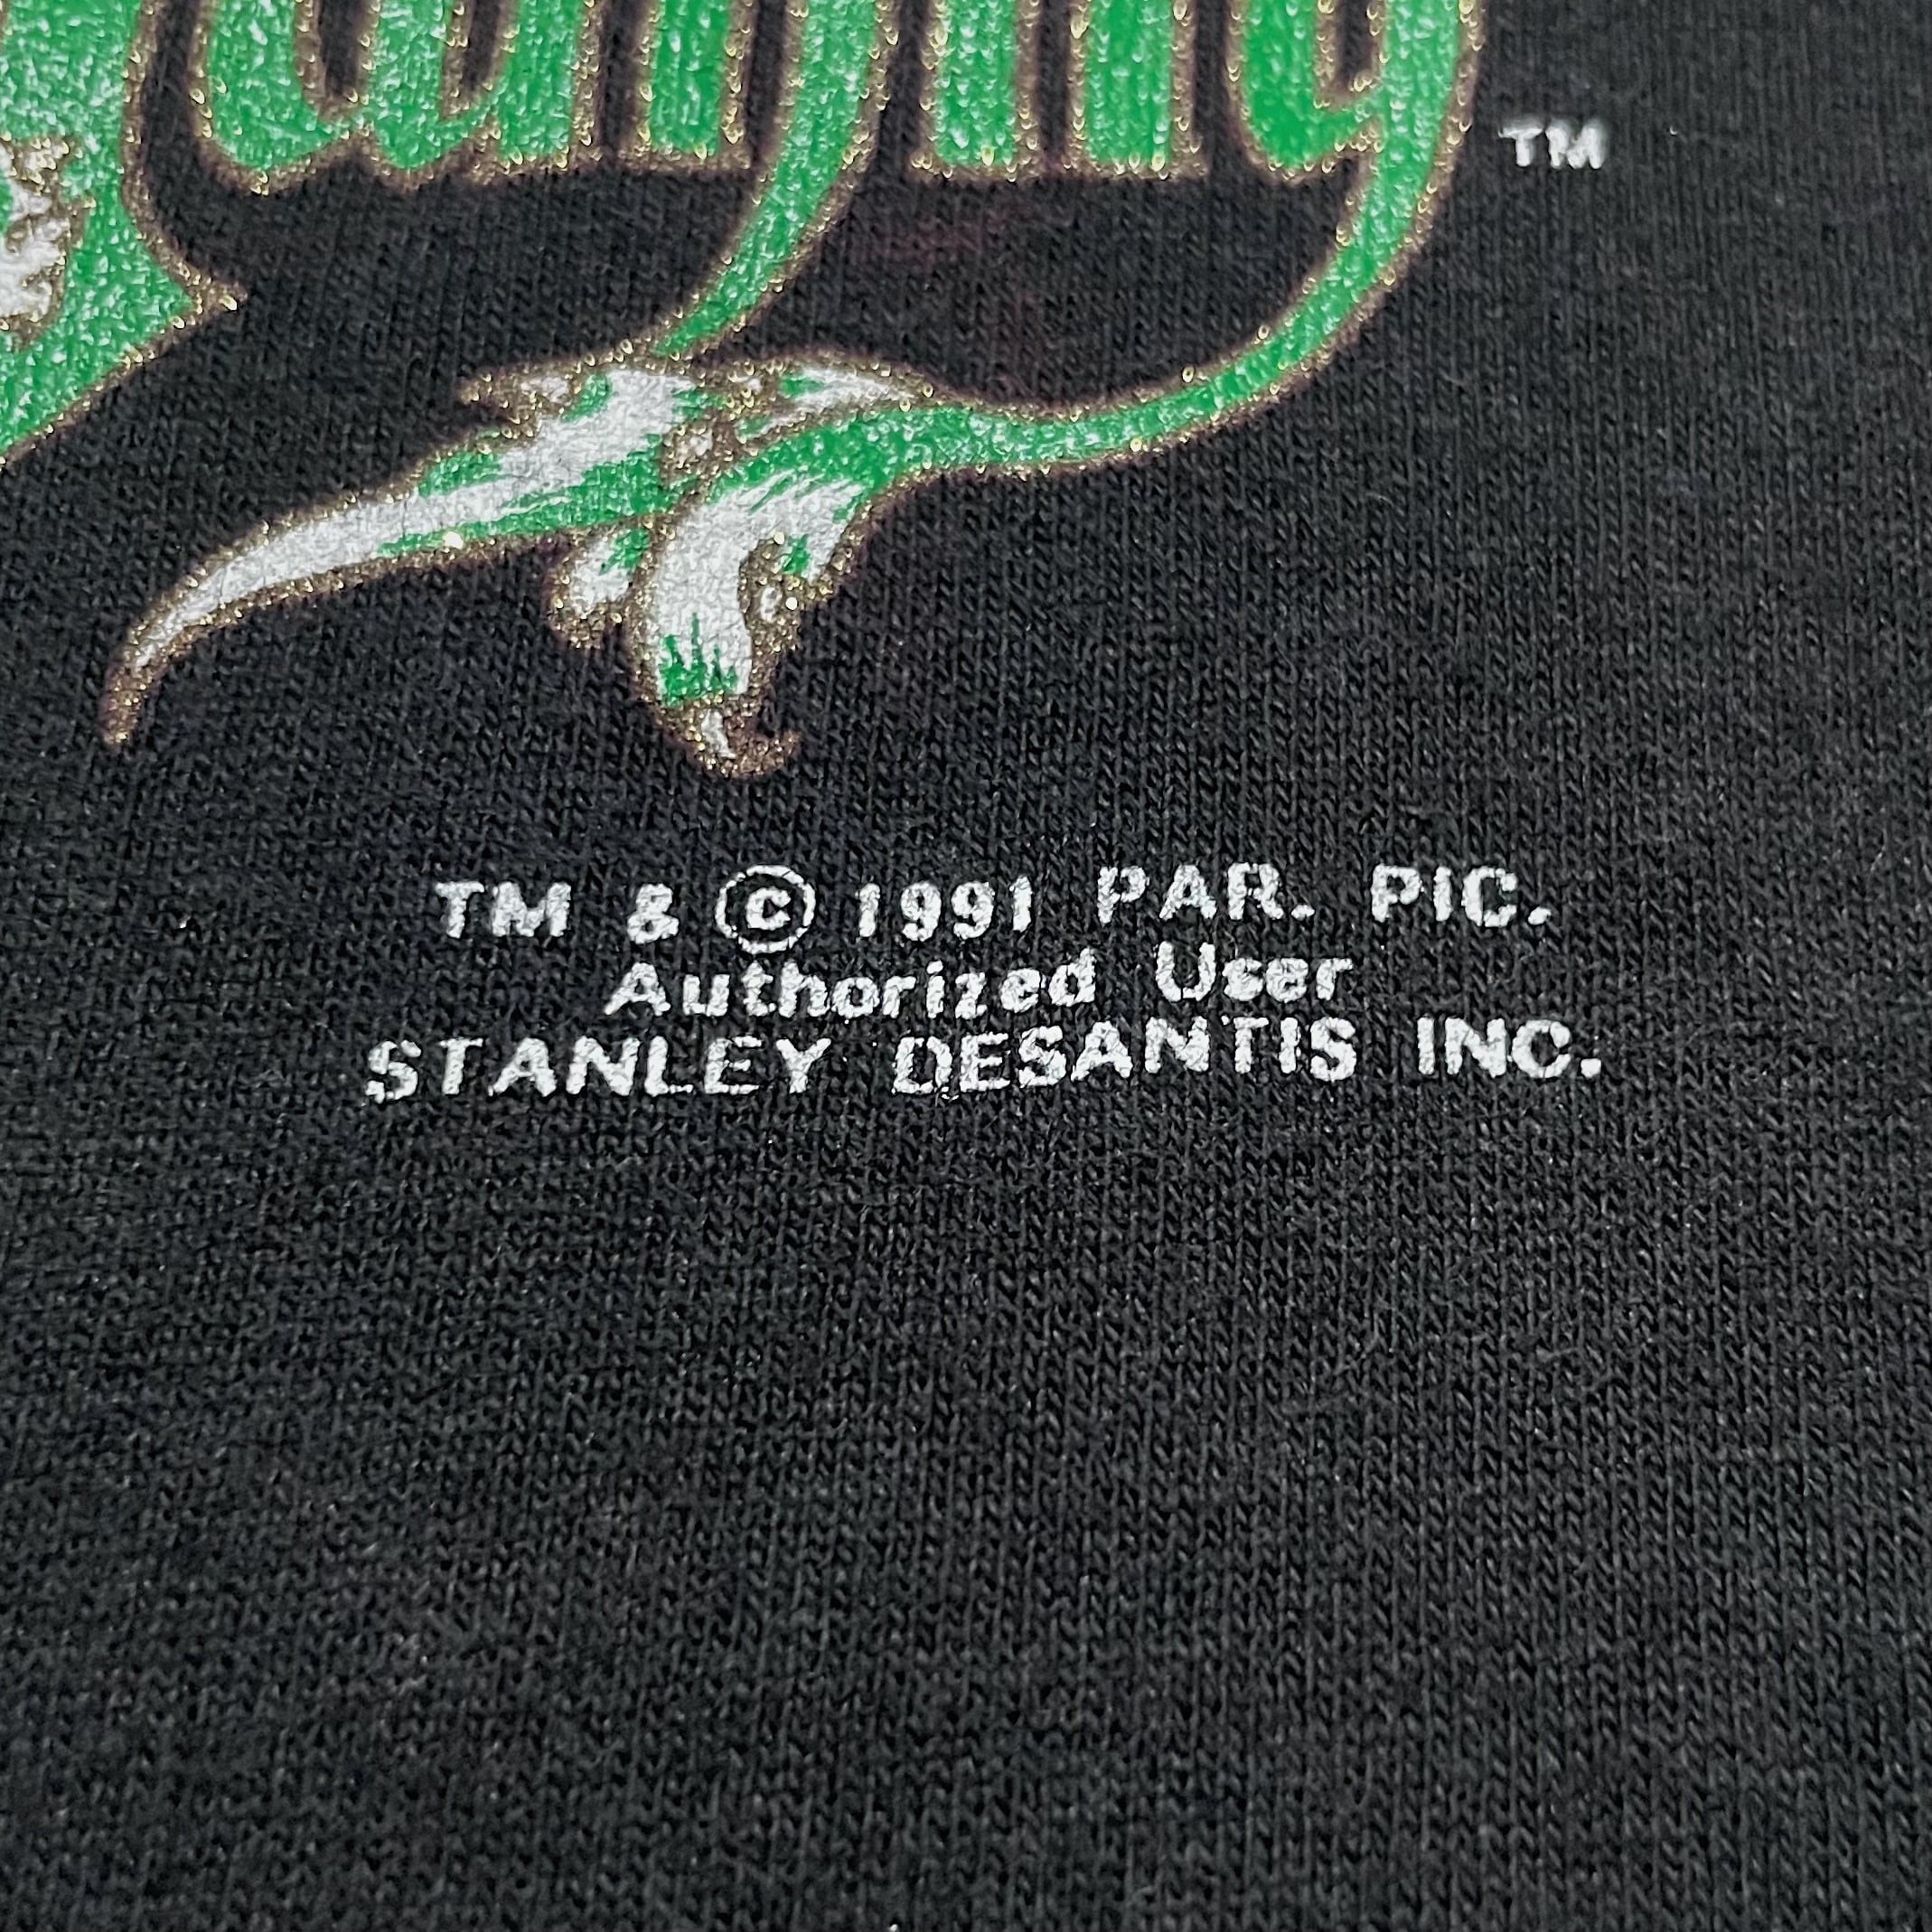 TM
TM & © 1991 PAR. PIC.
Authorized User
STANLEY DESANTIS INC.